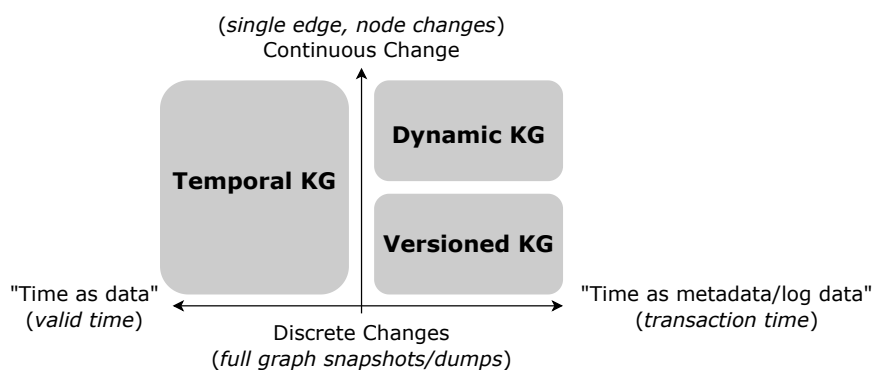 (single edge, node changes)
Continuous Change
Dynamic KG
Temporal KG
Versioned KG
"Time as data"
(valid time)
"Time as metadata/log data"
(transaction time)
Discrete Changes
(full graph snapshots/dumps)